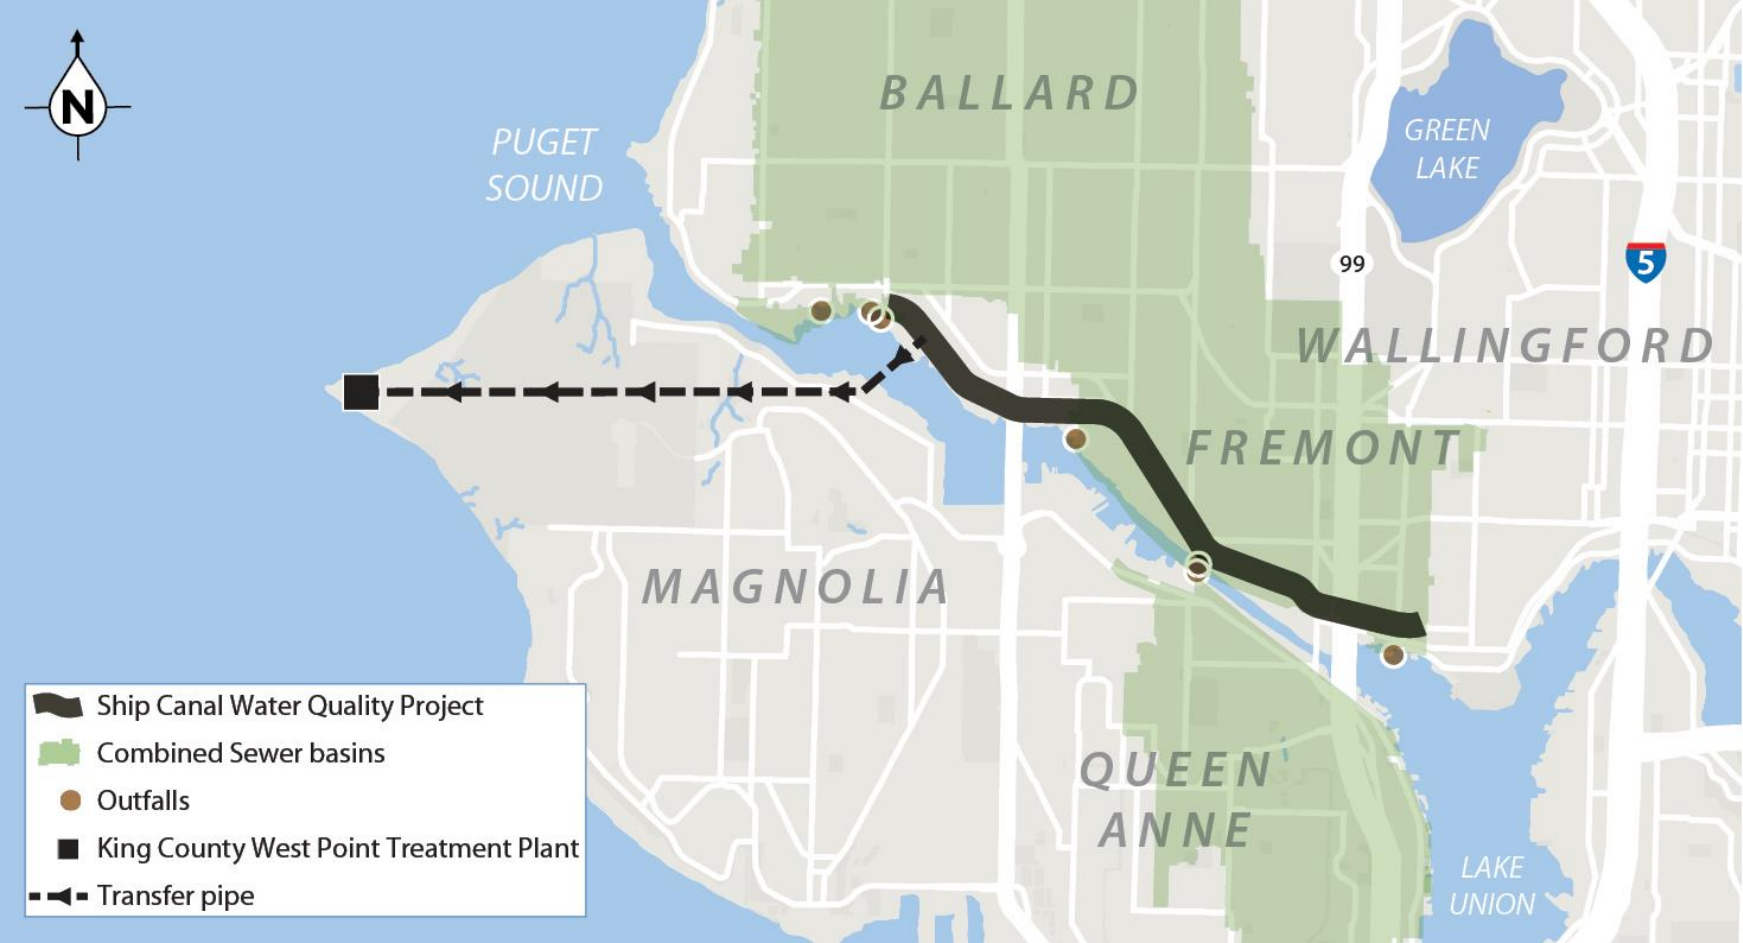 N
BALLARD
PUGET
SOUND
GREEN
LAKE
99
5
WALLINGFORD
FREMONT
MAGNOLIA
QUEEN
ANNE
LAKE
UNION
Ship Canal Water Quality Project
Combined Sewer basins
Outfalls
King County West Point Treatment Plant
Transfer pipe